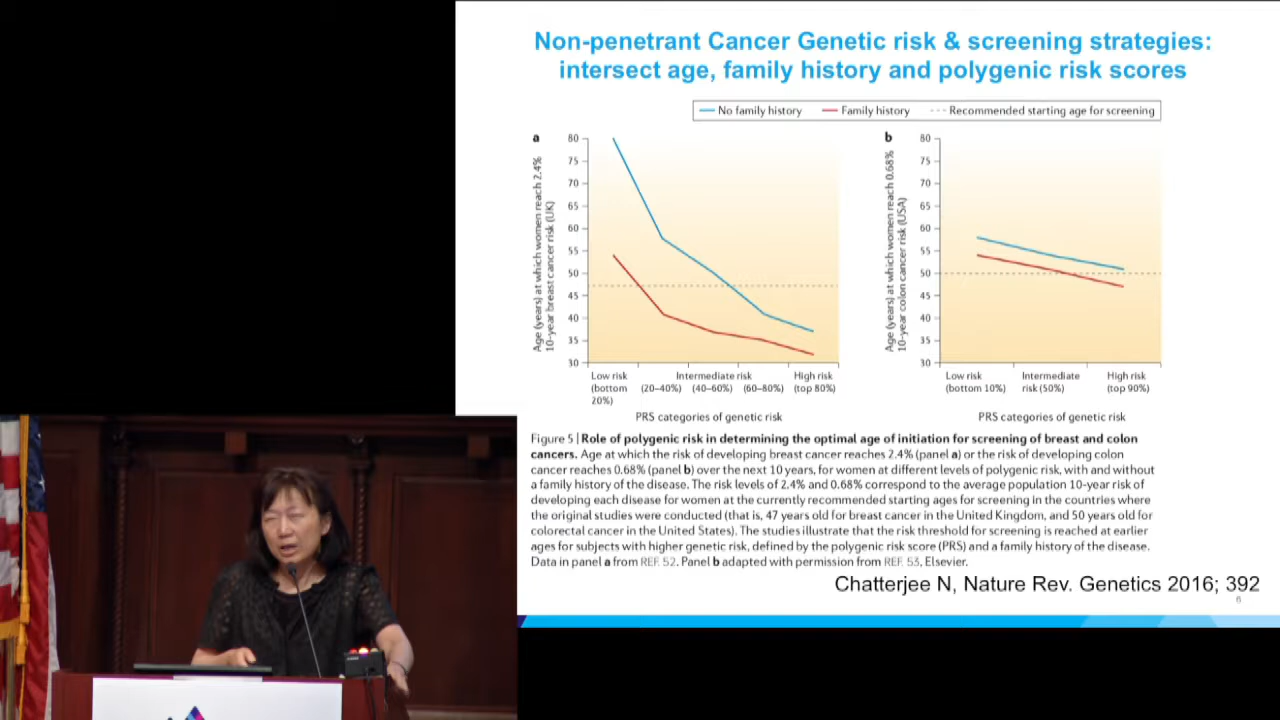 Non-penetrant Cancer Genetic risk & screening strategies:
intersect age, family history and polygenic risk scores
No family history
Family history
Recommended starting age for screening
a
Age (years) at which women reach 2.4%
10-year breast cancer risk (UK)
80
75
70
65
60
55
50
45
40
35
30
Low risk
(bottom
20%)
(20–40%)
Intermediate risk
(40–60%)
(60–80%)
High risk
(top 80%)
PRS categories of genetic risk
b
Age (years) at which women reach 0.68%
10-year colon cancer risk (USA)
80
75
70
65
60
55
50
45
40
35
30
Low risk
(bottom 10%)
Intermediate
risk (50%)
High risk
(top 90%)
PRS categories of genetic risk
Figure 5 | Role of polygenic risk in determining the optimal age of initiation for screening of breast and colon
cancers. Age at which the risk of developing breast cancer reaches 2.4% (panel a) or the risk of developing colon
cancer reaches 0.68% (panel b) over the next 10 years, for women at different levels of polygenic risk, with and without
a family history of the disease. The risk levels of 2.4% and 0.68% correspond to the average population 10-year risk of
developing each disease for women at the currently recommended starting ages for screening in the countries where
the original studies were conducted (that is, 47 years old for breast cancer in the United Kingdom, and 50 years old for
colorectal cancer in the United States). The studies illustrate that the risk threshold for screening is reached at earlier
ages for subjects with higher genetic risk, defined by the polygenic risk score (PRS) and a family history of the disease.
Data in panel a from REF. 52. Panel b adapted with permission from REF. 53, Elsevier.
Chatterjee N, Nature Rev. Genetics 2016; 392
6